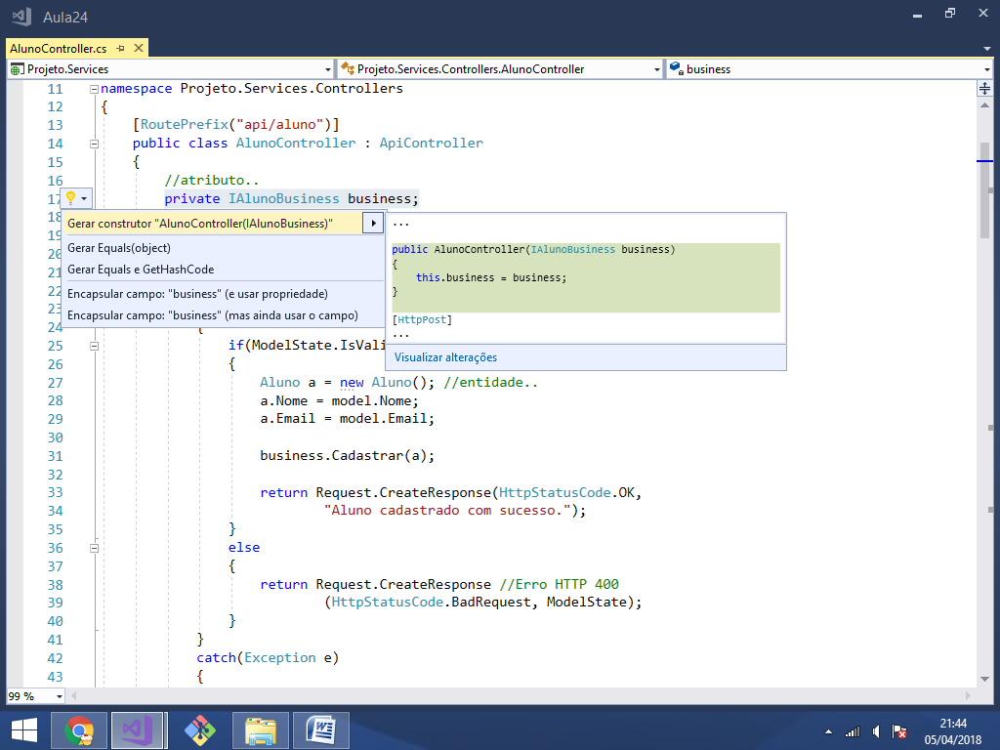 Aula24
AlunoController.cs
Projeto.Services
Projeto.Services.Controllers.AlunoController
business
11 namespace Projeto.Services.Controllers
12 {
13 [RoutePrefix("api/aluno")]
14 public class AlunoController : ApiController
15 {
16 //atributo..
17 private IAlunoBusiness business;
18
19
20
21
22
23
24 {
Gerar construtor "AlunoController(IAlunoBusiness)"
Gerar Equals(object)
Gerar Equals e GetHashCode
Encapsular campo: "business" (e usar propriedade)
Encapsular campo: "business" (mas ainda usar o campo)
...
public AlunoController(IAlunoBusiness business)
{
this.business = business;
}
[HttpPost]
...
Visualizar alterações
25 if(ModelState.IsVali
26 {
27 Aluno a = new Aluno(); //entidade..
28 a.Nome = model.Nome;
29 a.Email = model.Email;
30
31 business.Cadastrar(a);
32
33 return Request.CreateResponse(HttpStatusCode.OK,
34 "Aluno cadastrado com sucesso.");
35 }
36 else
37 {
38 return Request.CreateResponse //Erro HTTP 400
39 (HttpStatusCode.BadRequest, ModelState);
40 }
41 }
42 catch(Exception e)
43 {
99 %
21:44
05/04/2018